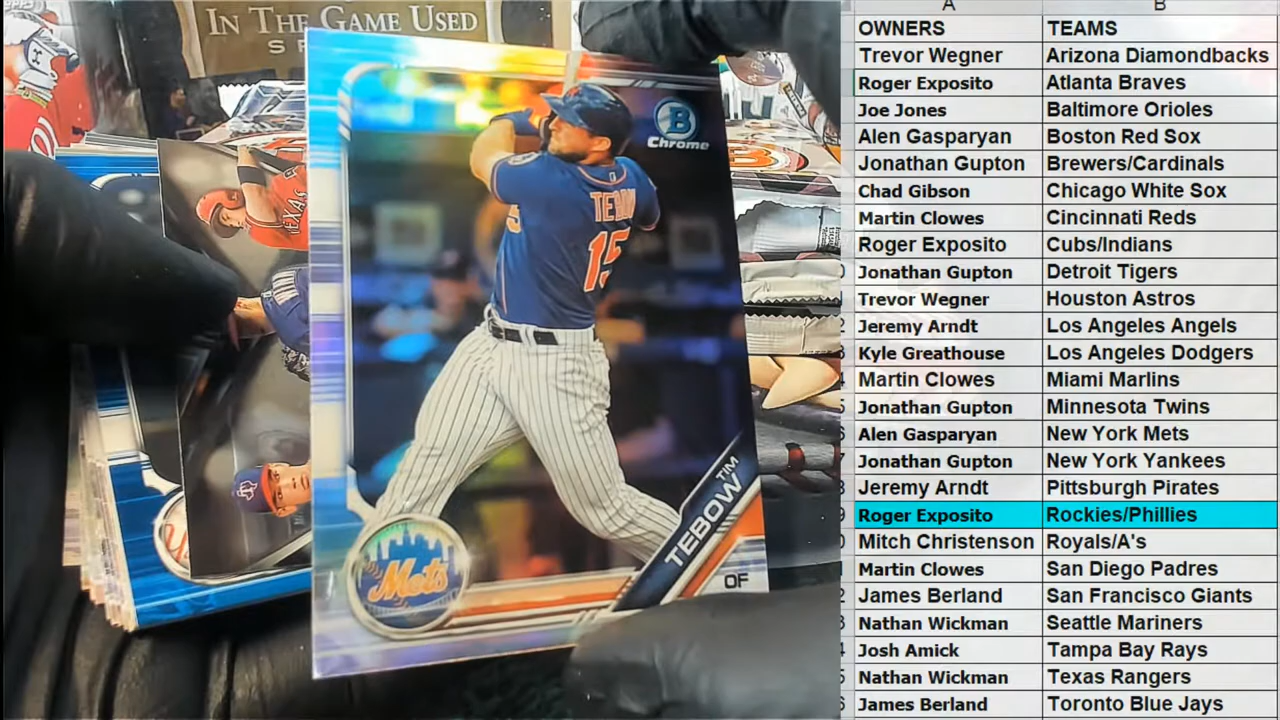 IN THE GAME USED
B
Chrome
TEXAS
15
TIM
TEBOW
OF
Mets
A B
OWNERS TEAMS
Trevor Wegner Arizona Diamondbacks
Roger Exposito Atlanta Braves
Joe Jones Baltimore Orioles
Alen Gasparyan Boston Red Sox
Jonathan Gupton Brewers/Cardinals
Chad Gibson Chicago White Sox
Martin Clowes Cincinnati Reds
Roger Exposito Cubs/Indians
Jonathan Gupton Detroit Tigers
Trevor Wegner Houston Astros
Jeremy Arndt Los Angeles Angels
Kyle Greathouse Los Angeles Dodgers
Martin Clowes Miami Marlins
Jonathan Gupton Minnesota Twins
Alen Gasparyan New York Mets
Jonathan Gupton New York Yankees
Jeremy Arndt Pittsburgh Pirates
Roger Exposito Rockies/Phillies
Mitch Christenson Royals/A's
Martin Clowes San Diego Padres
James Berland San Francisco Giants
Nathan Wickman Seattle Mariners
Josh Amick Tampa Bay Rays
Nathan Wickman Texas Rangers
James Berland Toronto Blue Jays